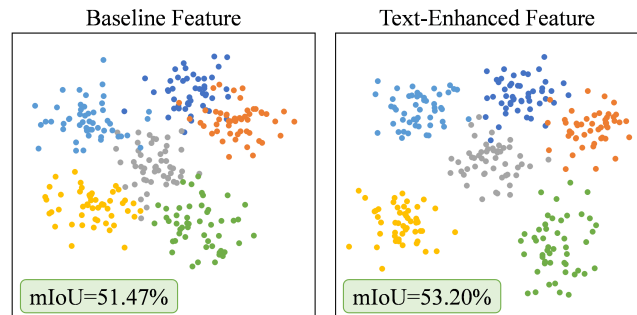 Baseline Feature
Text-Enhanced Feature
mIoU=51.47%
mIoU=53.20%